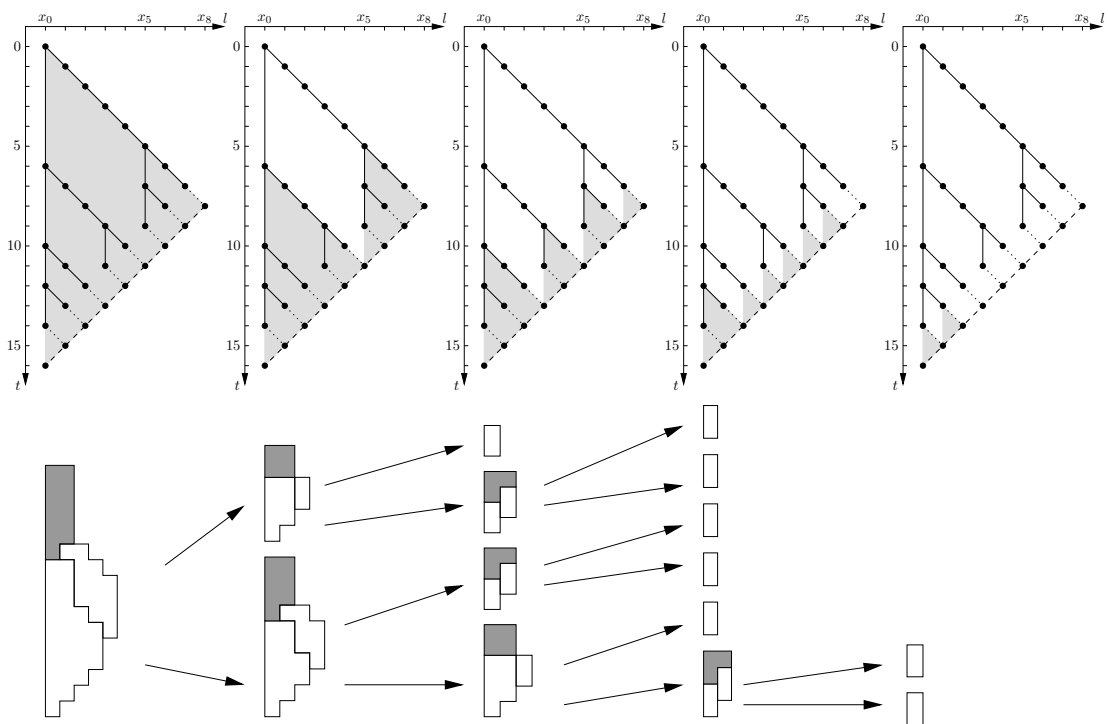 x₀ x₅ x₈ l x₀ x₅ x₈ l x₀ x₅ x₈ l x₀ x₅ x₈ l x₀ x₅ x₈ l
0 0 0 0 0
5 5 5 5 5
10 10 10 10 10
15 15 15 15 15
t t t t t